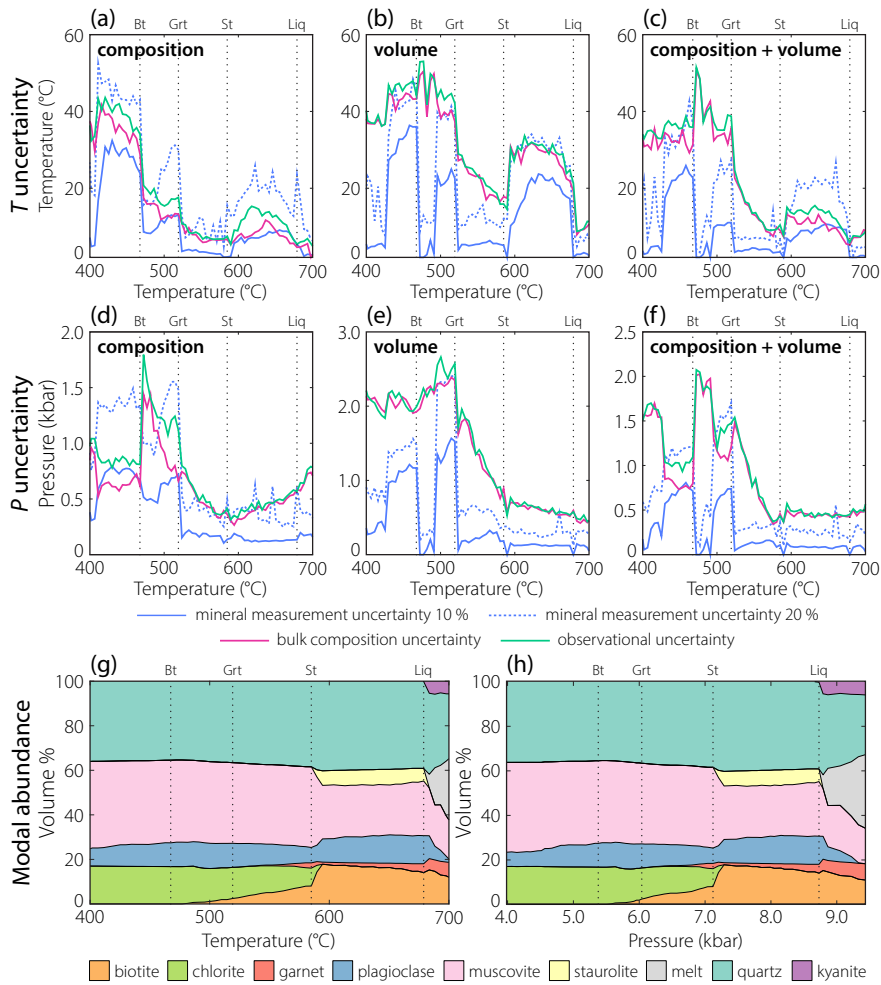 (a) (b) (c)
Bt Grt St Liq Bt Grt St Liq Bt Grt St Liq
60 60 60
composition volume composition + volume
T uncertainty
Temperature (°C)
40 40 40
20 20 20
0 0 0
400 500 600 700 400 500 600 700 400 500 600 700
Temperature (°C) Temperature (°C) Temperature (°C)
(d) (e) (f)
Bt Grt St Liq Bt Grt St Liq Bt Grt St Liq
2.0 3.0 2.5
composition volume composition + volume
P uncertainty
Pressure (kbar)
1.5 2.0 2.0
1.0 1.0 1.5
0.5 0 1.0
0 0.5
0
400 500 600 700 400 500 600 700 400 500 600 700
Temperature (°C) Temperature (°C) Temperature (°C)
mineral measurement uncertainty 10 % mineral measurement uncertainty 20 %
bulk composition uncertainty observational uncertainty
(g) (h)
Bt Grt St Liq Bt Grt St Liq
Modal abundance
Volume % Volume %
100 100
80 80
60 60
40 40
20 20
0 0
400 500 600 700 4.0 5.0 6.0 7.0 8.0 9.0
Temperature (°C) Pressure (kbar)
biotite chlorite garnet plagioclase muscovite staurolite melt quartz kyanite